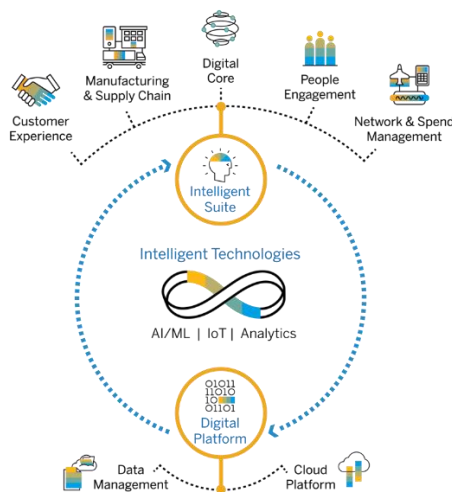 Digital
Core
Manufacturing
& Supply Chain
People
Engagement
Customer
Experience
Network & Spend
Management
Intelligent
Suite
Intelligent Technologies
AI/ML | IoT | Analytics
01011
11010
10
01101
Digital
Platform
Data
Management
Cloud
Platform